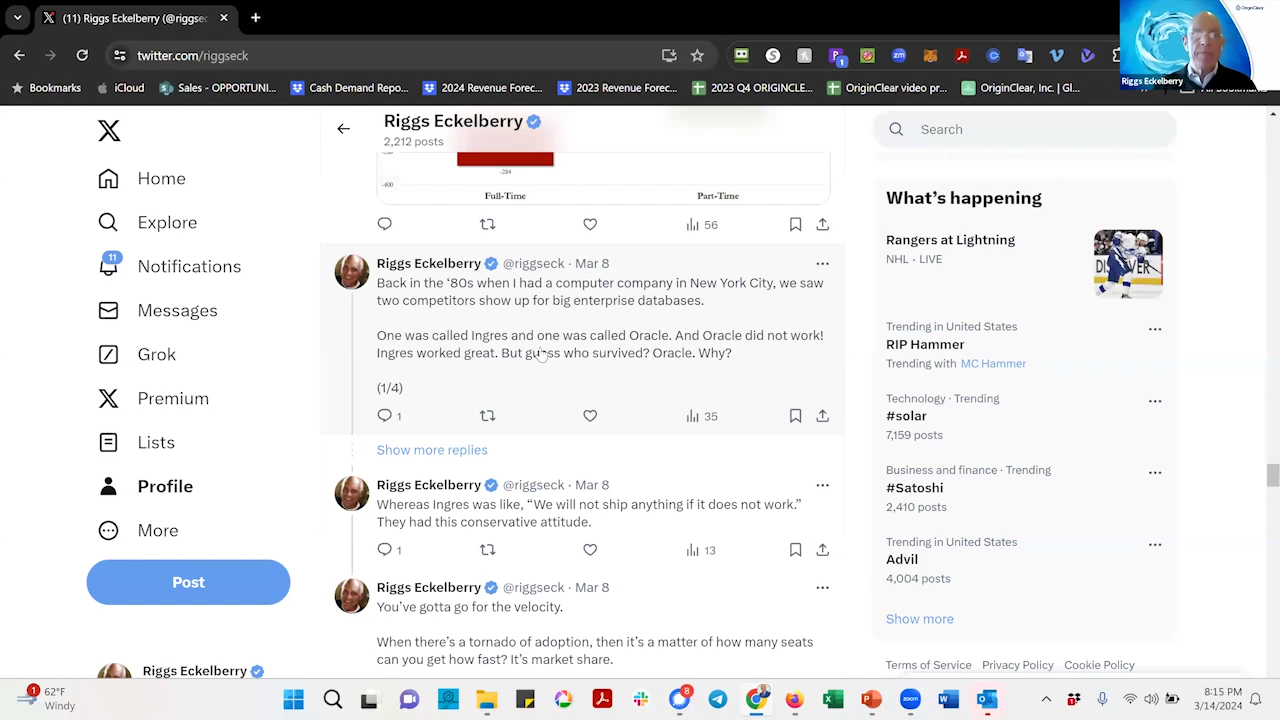 (11) Riggs Eckelberry (@riggsec
twitter.com/riggseck
Bookmarks
iCloud
Sales - OPPORTUNI...
Cash Demand Repo...
2023 Revenue Forec...
2023 Q4 ORIGINCLE...
Originclear videos by...
OriginClear, Inc. | Gl...
OriginClear
Riggs Eckelberry
Home
Explore
11
Notifications
Messages
Grok
Premium
Lists
Profile
More
Post
Riggs Eckelberry
Riggs Eckelberry
2,212 posts
-284
-400
Full-Time
Part-Time
56
Riggs Eckelberry @riggseck · Mar 8
Back in the ‘80s when I had a computer company in New York City, we saw
two competitors show up for big enterprise databases.
One was called Ingres and one was called Oracle. And Oracle did not work!
Ingres worked great. But guess who survived? Oracle. Why?
(1/4)
1
35
Show more replies
Riggs Eckelberry @riggseck · Mar 8
Whereas Ingres was like, “We will not ship anything if it does not work.”
They had this conservative attitude.
1
13
Riggs Eckelberry @riggseck · Mar 8
You’ve gotta go for the velocity.
When there’s a tornado of adoption, then it’s a matter of how many seats
can you get how fast? It’s market share.
Search
What’s happening
Rangers at Lightning
NHL · LIVE
Trending in United States
RIP Hammer
Trending with MC Hammer
Technology · Trending
#solar
7,159 posts
Business and finance · Trending
#Satoshi
2,410 posts
Trending in United States
Advil
4,004 posts
Show more
Terms of Service Privacy Policy Cookie Policy
1
62°F
Windy
8
8:15 PM
3/14/2024